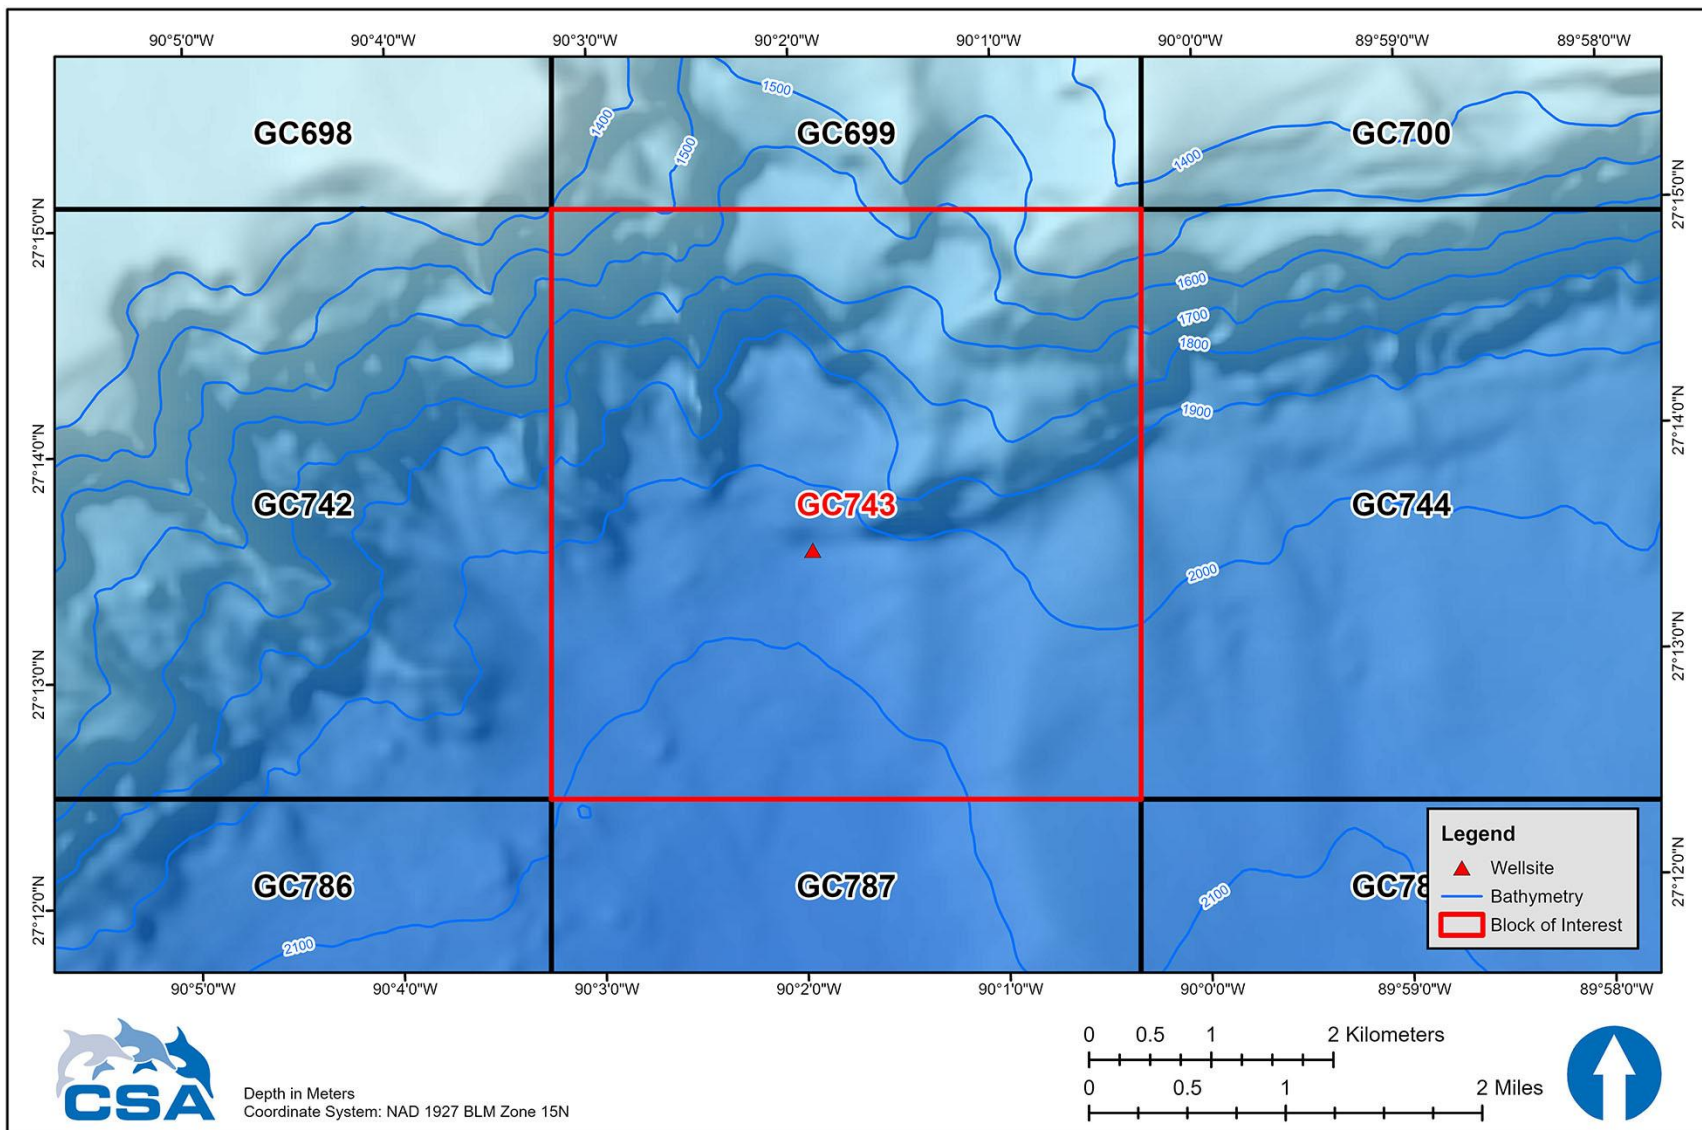 90°5'0"W 90°4'0"W 90°3'0"W 90°2'0"W 90°1'0"W 90°0'0"W 89°59'0"W 89°58'0"W
1500
1400
GC698 GC699 GC700
1500
1400
27°15'0"N 27°15'0"N
1600
1700
1800
1900
27°14'0"N 27°14'0"N
GC742 GC743 GC744
2000
27°13'0"N 27°13'0"N
Legend
Wellsite
Bathymetry
Block of Interest
27°12'0"N 27°12'0"N
GC786 GC787 GC78
2100
2100
90°5'0"W 90°4'0"W 90°3'0"W 90°2'0"W 90°1'0"W 90°0'0"W 89°59'0"W 89°58'0"W
CSA
Depth in Meters
Coordinate System: NAD 1927 BLM Zone 15N
0 0.5 1 2 Kilometers
0 0.5 1 2 Miles